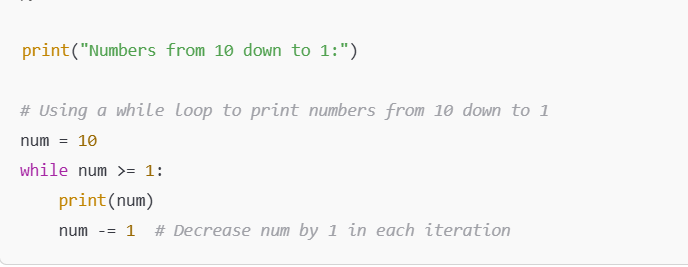 print("Numbers from 10 down to 1:")
# Using a while loop to print numbers from 10 down to 1
num = 10
while num >= 1:
    print(num)
    num -= 1  # Decrease num by 1 in each iteration